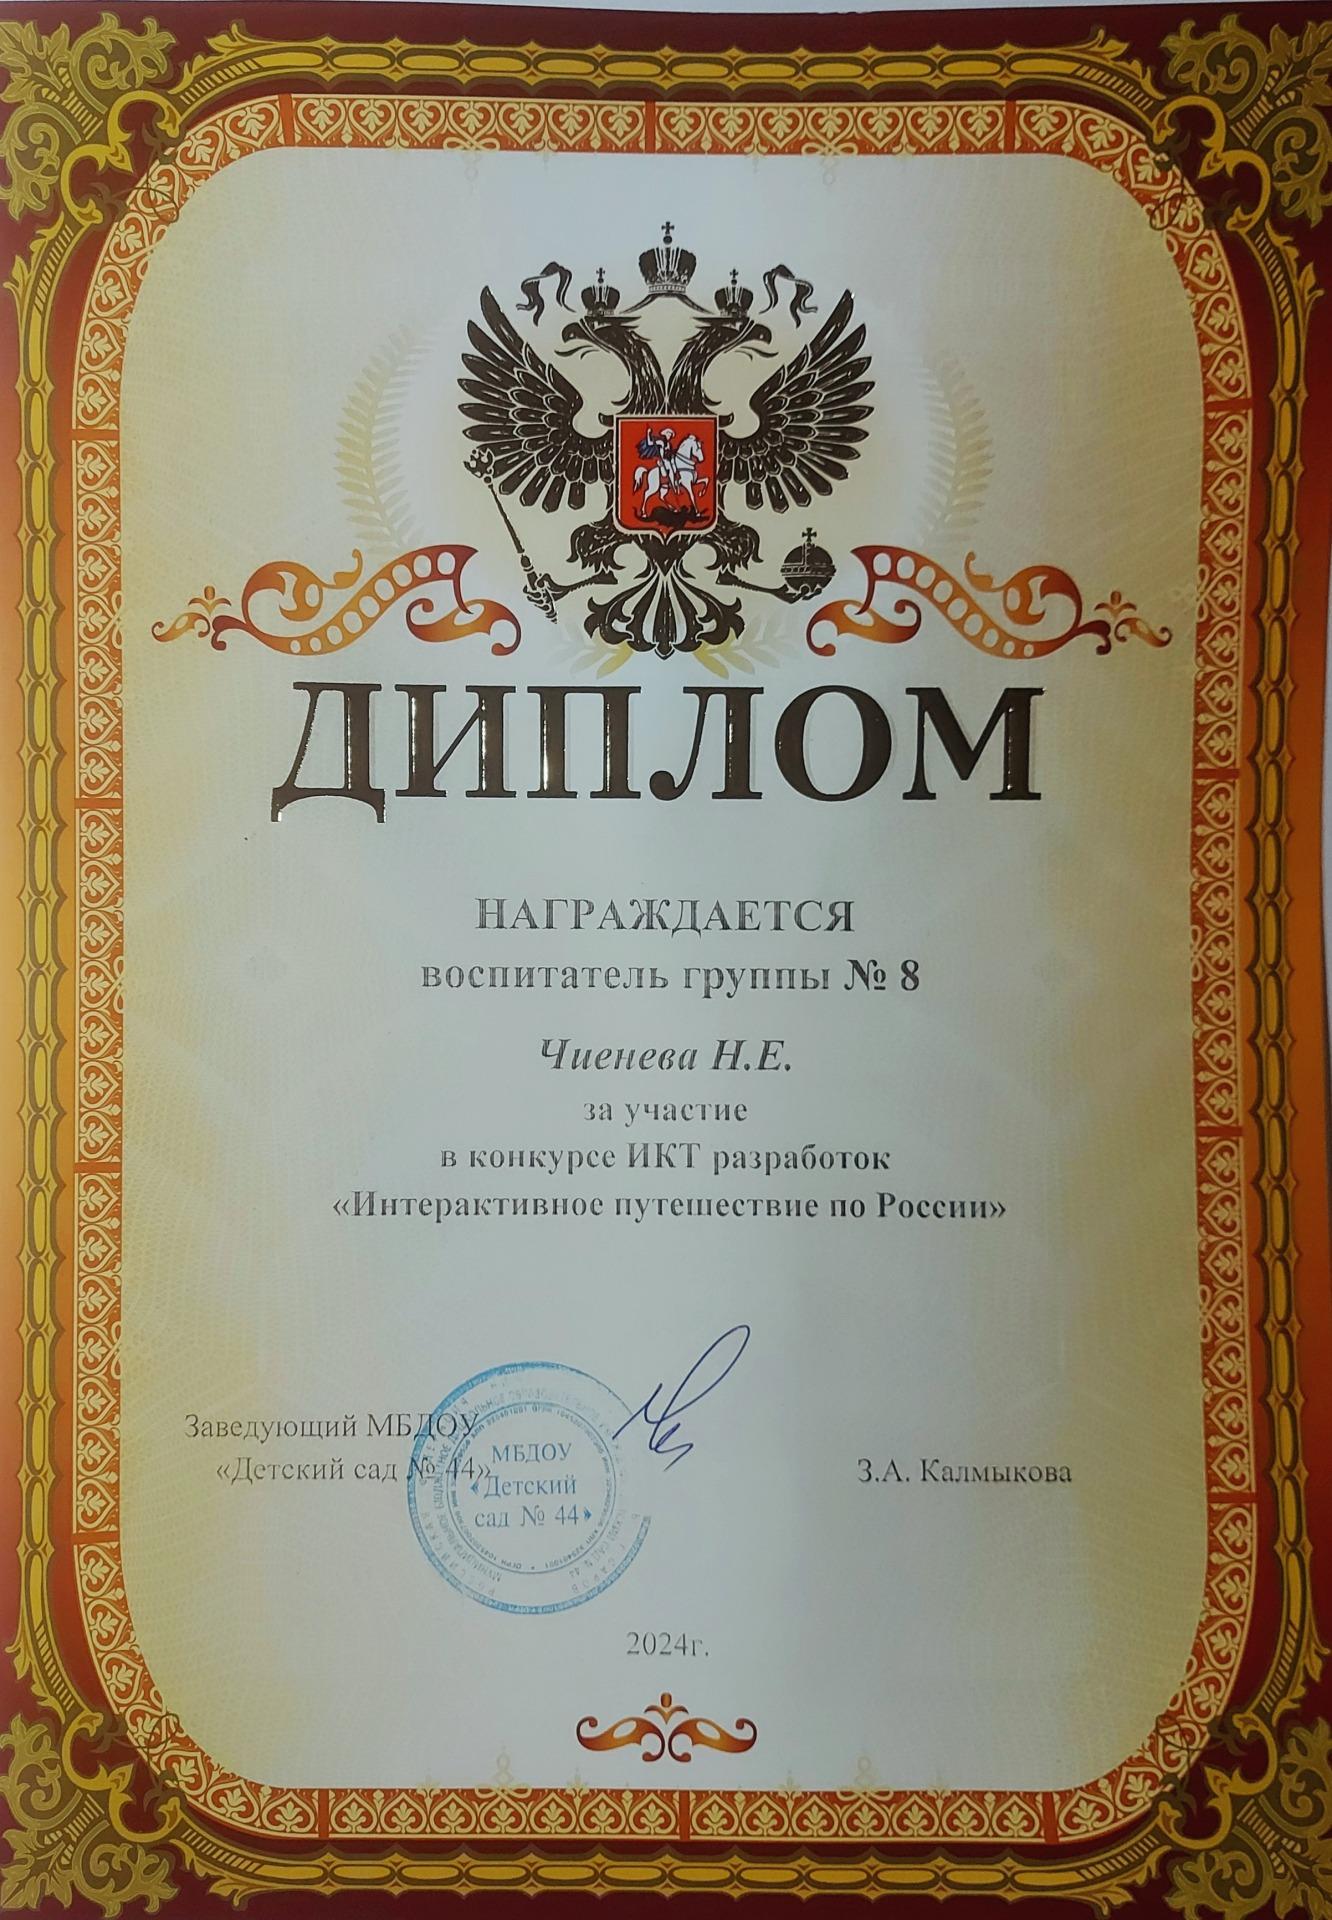 ДИПЛОМ
НАГРАЖДАЕТСЯ
воспитатель группы № 8
Чиенева Н.Е.
за участие
в конкурсе ИКТ разработок
«Интерактивное путешествие по России»
Заведующий МБДОУ
«Детский сад № 44»
З.А. Калмыкова
МБДОУ
«Детский
сад № 44»
2024г.